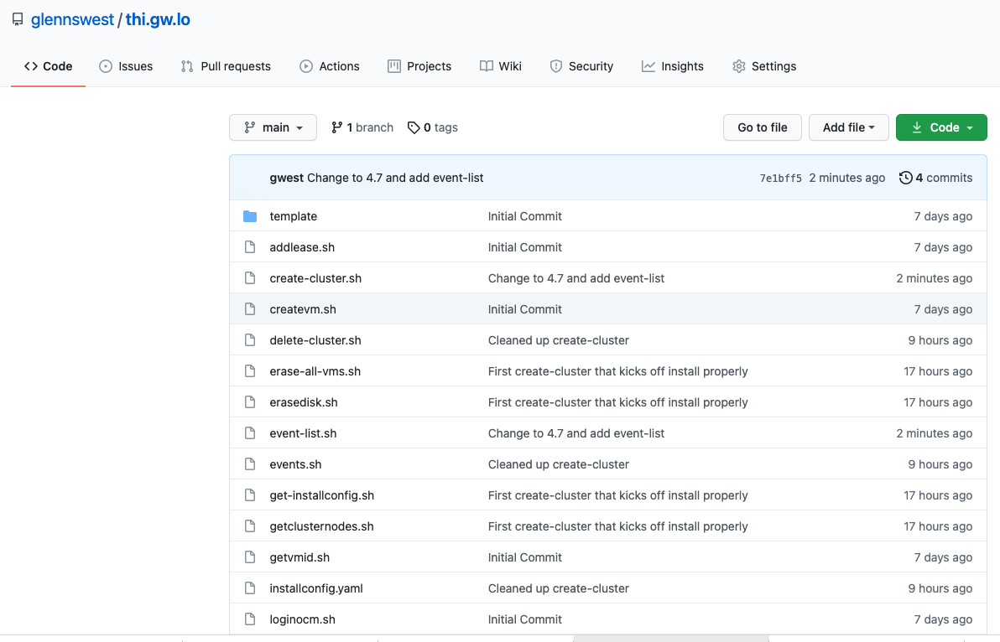 glennswest / thi.gw.lo
Code Issues Pull requests Actions Projects Wiki Security Insights Settings
main 1 branch 0 tags Go to file Add file Code
gwest Change to 4.7 and add event-list 7e1bff5 2 minutes ago 4 commits
template Initial Commit 7 days ago
addlease.sh Initial Commit 7 days ago
create-cluster.sh Change to 4.7 and add event-list 2 minutes ago
createvm.sh Initial Commit 7 days ago
delete-cluster.sh Cleaned up create-cluster 9 hours ago
erase-all-vms.sh First create-cluster that kicks off install properly 17 hours ago
erasedisk.sh First create-cluster that kicks off install properly 17 hours ago
event-list.sh Change to 4.7 and add event-list 2 minutes ago
events.sh Cleaned up create-cluster 9 hours ago
get-installconfig.sh First create-cluster that kicks off install properly 17 hours ago
getclusternodes.sh First create-cluster that kicks off install properly 17 hours ago
getvmid.sh Initial Commit 7 days ago
installconfig.yaml Cleaned up create-cluster 9 hours ago
loginocm.sh Initial Commit 7 days ago